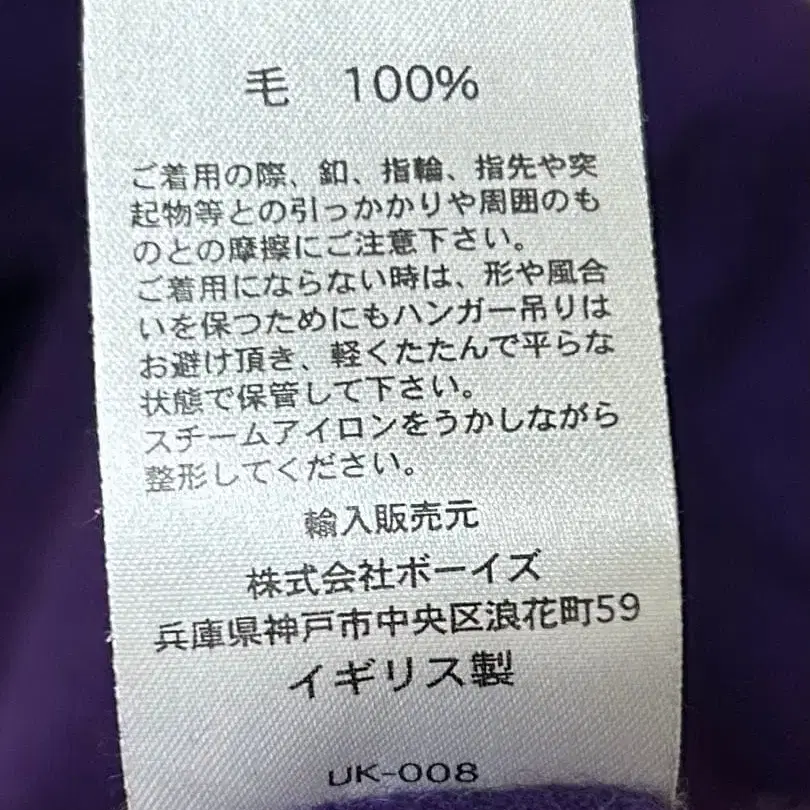 毛 100%
ご着用の際、釦、指輪、指先や突
起物等との引っかかりや周囲のも
のとの摩擦にご注意下さい。
ご着用にならない時は、形や風合
いを保つためにもハンガー吊りは
お避け頂き、軽くたたんで平らな
状態で保管して下さい。
スチームアイロンをうかしながら
整形してください。
輸入販売元
株式会社ボーイズ
兵庫県神戸市中央区浪花町59
イギリス製
UK-008